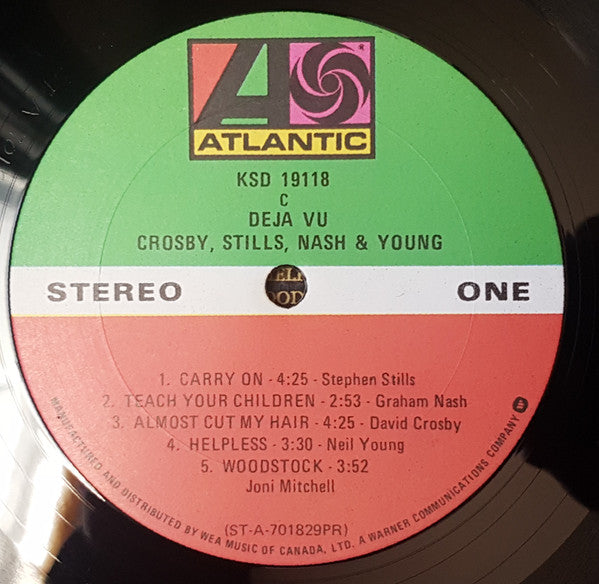 ATLANTIC
KSD 19118
C
DEJA VU
CROSBY, STILLS, NASH & YOUNG
STEREO
ONE
1. CARRY ON - 4:25 - Stephen Stills
2. TEACH YOUR CHILDREN - 2:53 - Graham Nash
3. ALMOST CUT MY HAIR - 4:25 - David Crosby
4. HELPLESS - 3:30 - Neil Young
5. WOODSTOCK - 3:52
Joni Mitchell
(ST-A-701829PR)
MANUFACTURED AND DISTRIBUTED BY WEA MUSIC OF CANADA, LTD. A WARNER COMMUNICATIONS COMPANY